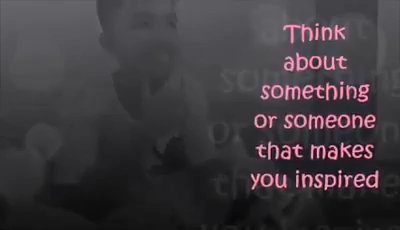 Think
about
something
or someone
that makes
you inspired